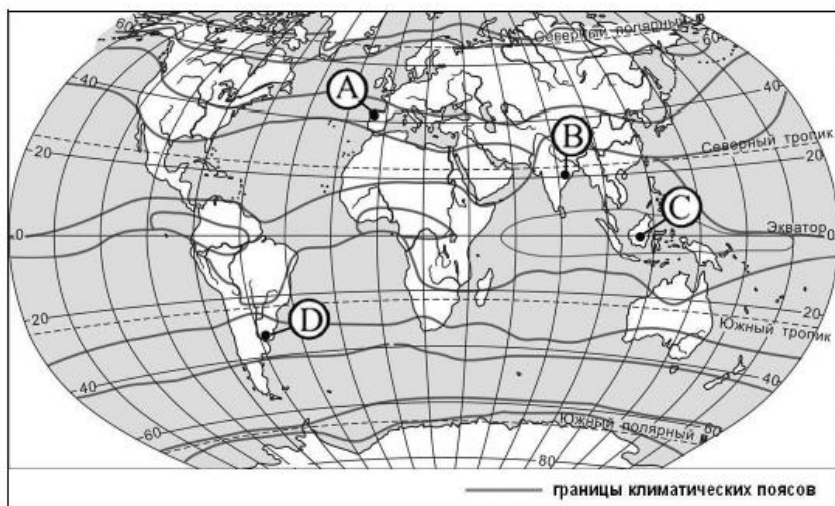 60
Северный полярный
60
40
A
40
B
Северный тропик
20
20
C
Экватор
0
0
D
20
20
Южный тропик
40
40
60
Южный полярный
60
80
границы климатических поясов